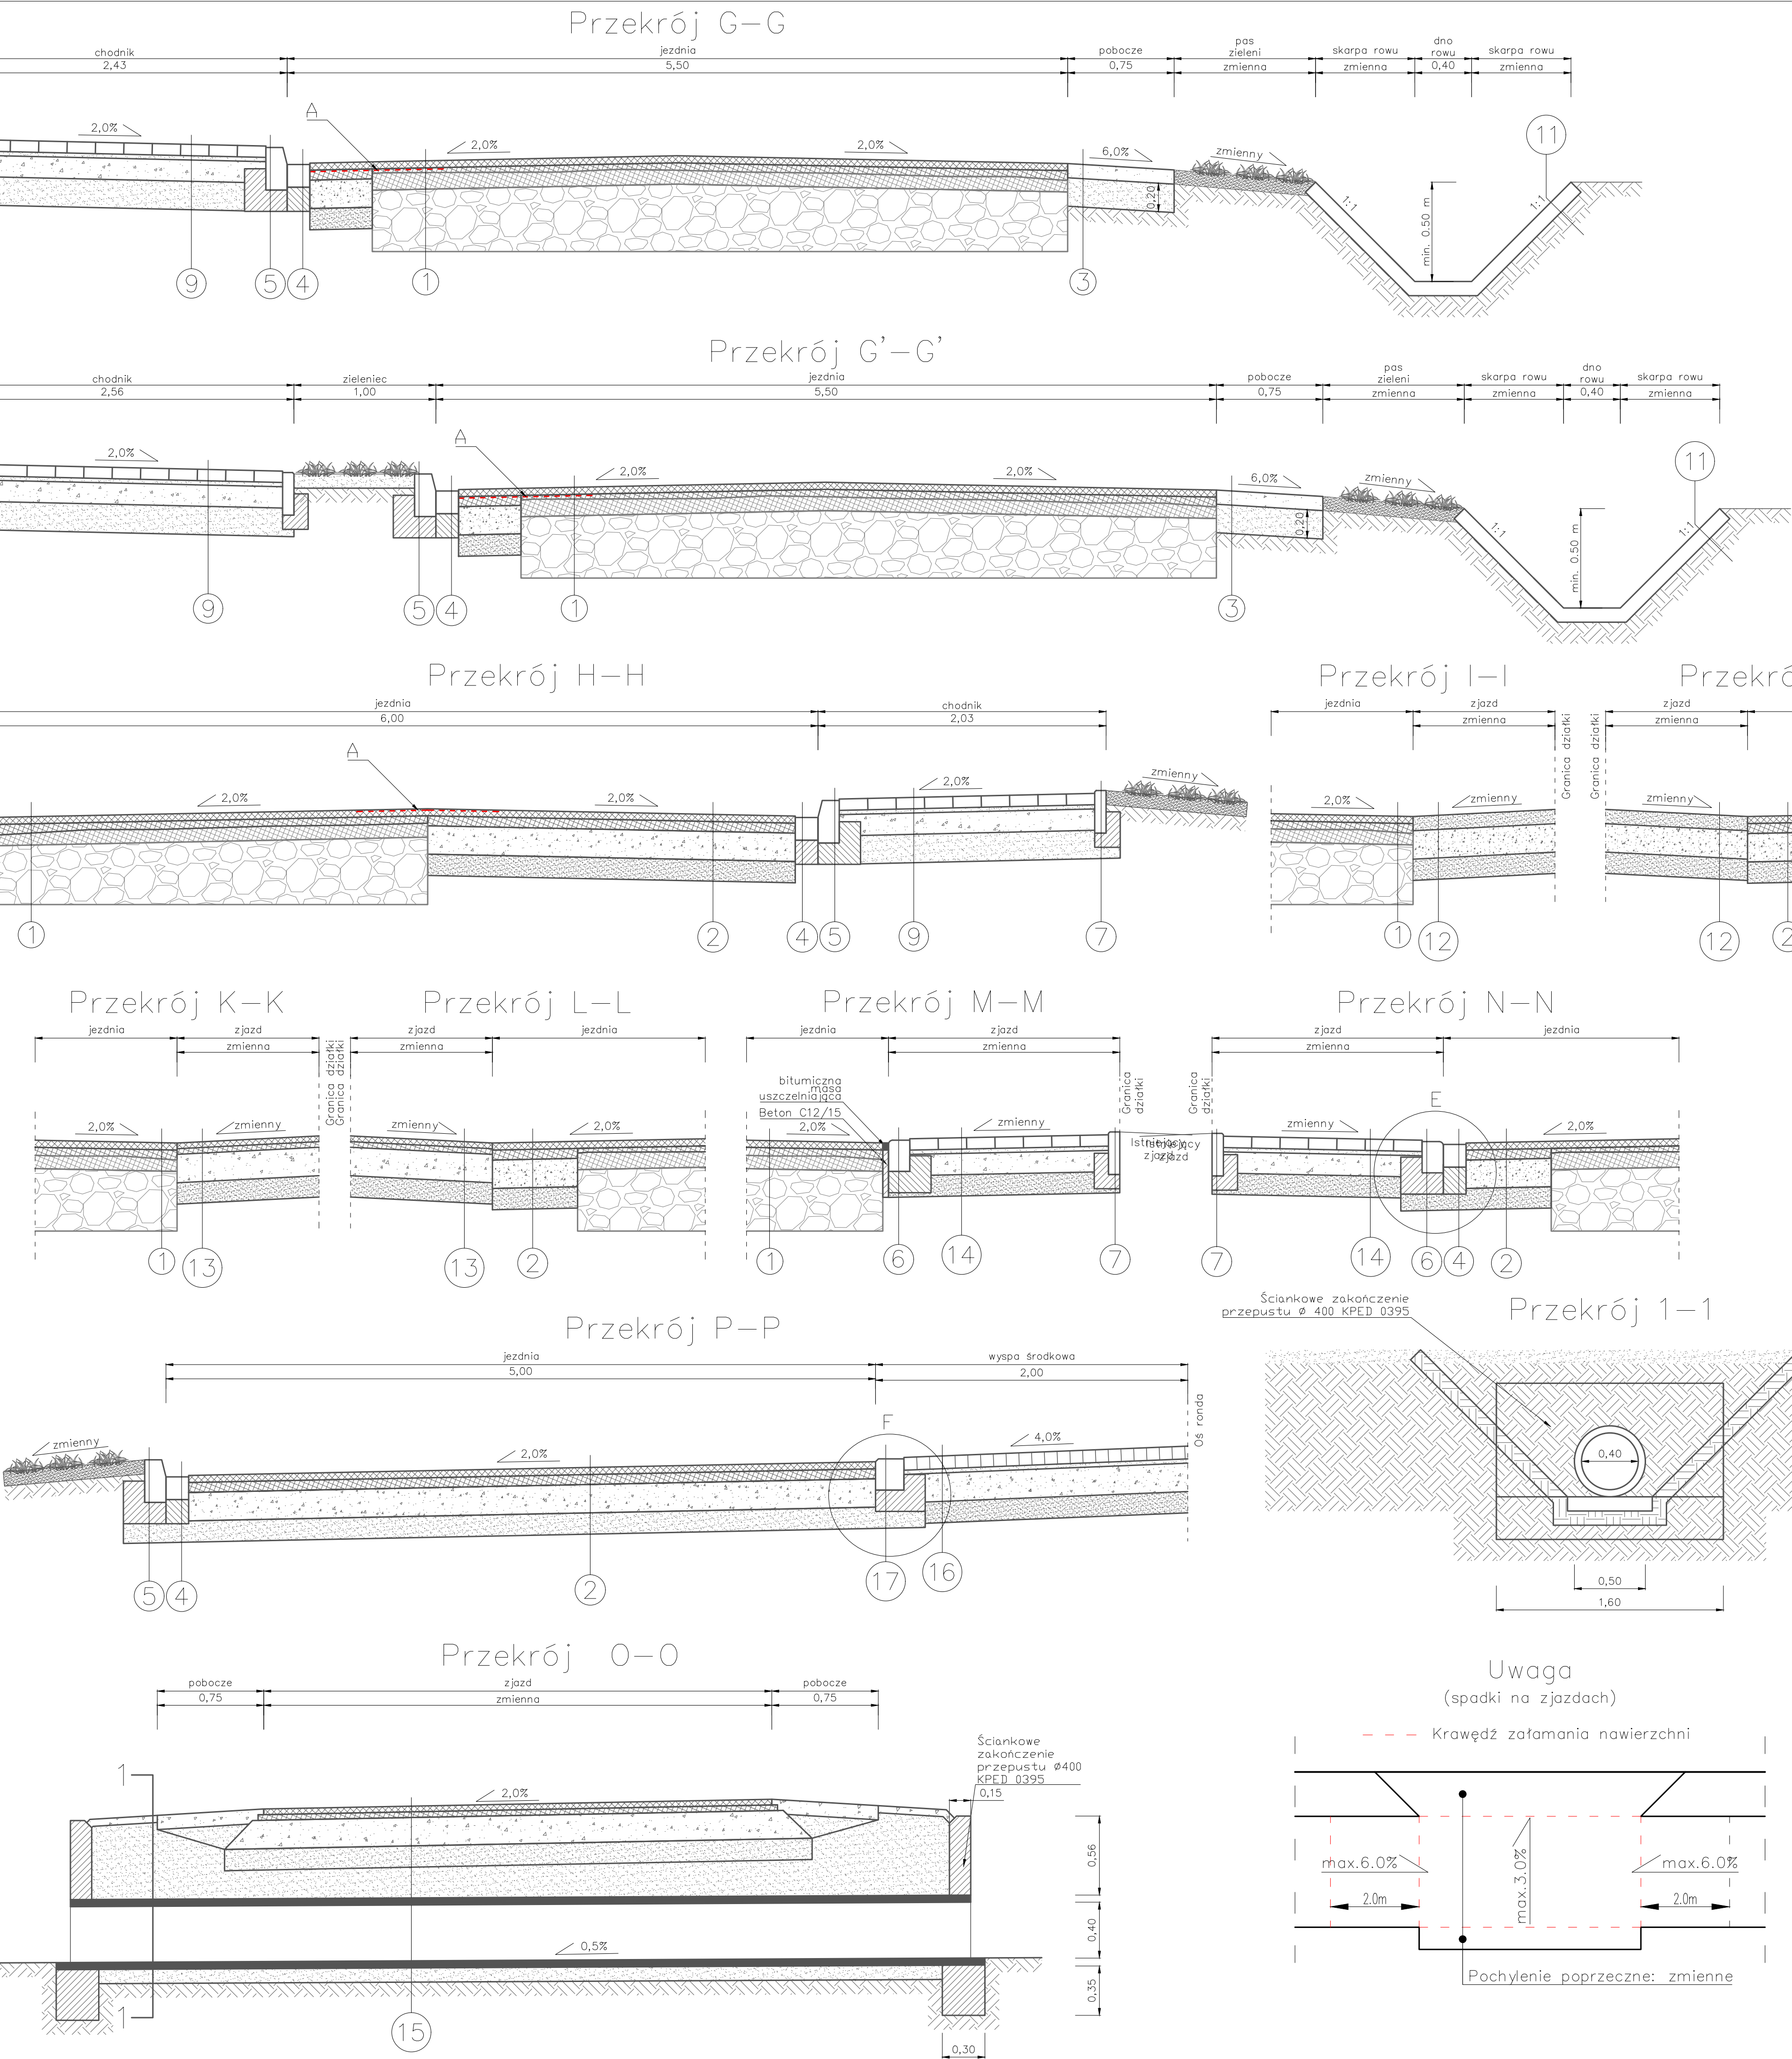 Przekrój G-G
chodnik
2,43
jezdnia
5,50
pobocze
0,75
pas
zieleni
zmienna
skarpa rowu
zmienna
dno
rowu
0,40
skarpa rowu
zmienna
2,0%
A
2,0%
2,0%
6,0%
zmienny
0,20
1:1
min. 0.50 m
1:1
11
9
5
4
1
3
Przekrój G'-G'
chodnik
2,56
zieleniec
1,00
jezdnia
5,50
pobocze
0,75
pas
zieleni
zmienna
skarpa rowu
zmienna
dno
rowu
0,40
skarpa rowu
zmienna
2,0%
A
2,0%
2,0%
6,0%
zmienny
0,20
1:1
min. 0.50 m
1:1
11
9
5
4
1
3
Przekrój H-H
jezdnia
6,00
chodnik
2,03
A
2,0%
2,0%
2,0%
zmienny
1
2
4
5
9
7
Przekrój I-I
jezdnia
zjazd
zmienna
Granica działki
2,0%
zmienny
1
12
Przekró
zjazd
zmienna
Granica działki
zmienny
12
2
Przekrój K-K
jezdnia
zjazd
zmienna
Granica działki
2,0%
zmienny
1
13
Przekrój L-L
zjazd
zmienna
jezdnia
Granica działki
zmienny
2,0%
13
2
Przekrój M-M
jezdnia
zjazd
zmienna
bitumiczna
masa
uszczelniająca
Beton C12/15
2,0%
zmienny
Granica
działki
Istniejący
zjazd
1
6
14
7
Przekrój N-N
zjazd
zmienna
jezdnia
Granica
działki
Istniejący
zjazd
zmienny
E
2,0%
7
14
6
4
2
Przekrój P-P
jezdnia
5,00
wyspa środkowa
2,00
Oś ronda
zmienny
2,0%
F
4,0%
5
4
2
17
16
Ściankowe zakończenie
przepustu Ø 400 KPED 0395
Przekrój 1-1
0,40
0,50
1,60
Przekrój O-O
pobocze
0,75
zjazd
zmienna
pobocze
0,75
Ściankowe
zakończenie
przepustu Ø400
KPED 0395
0,15
1
2,0%
0,56
0,40
0,5%
0,35
1
15
0,30
Uwaga
(spadki na zjazdach)
Krawędź załamania nawierzchni
max.6.0%
max.3.0%
max.6.0%
2.0m
2.0m
Pochylenie poprzeczne: zmienne